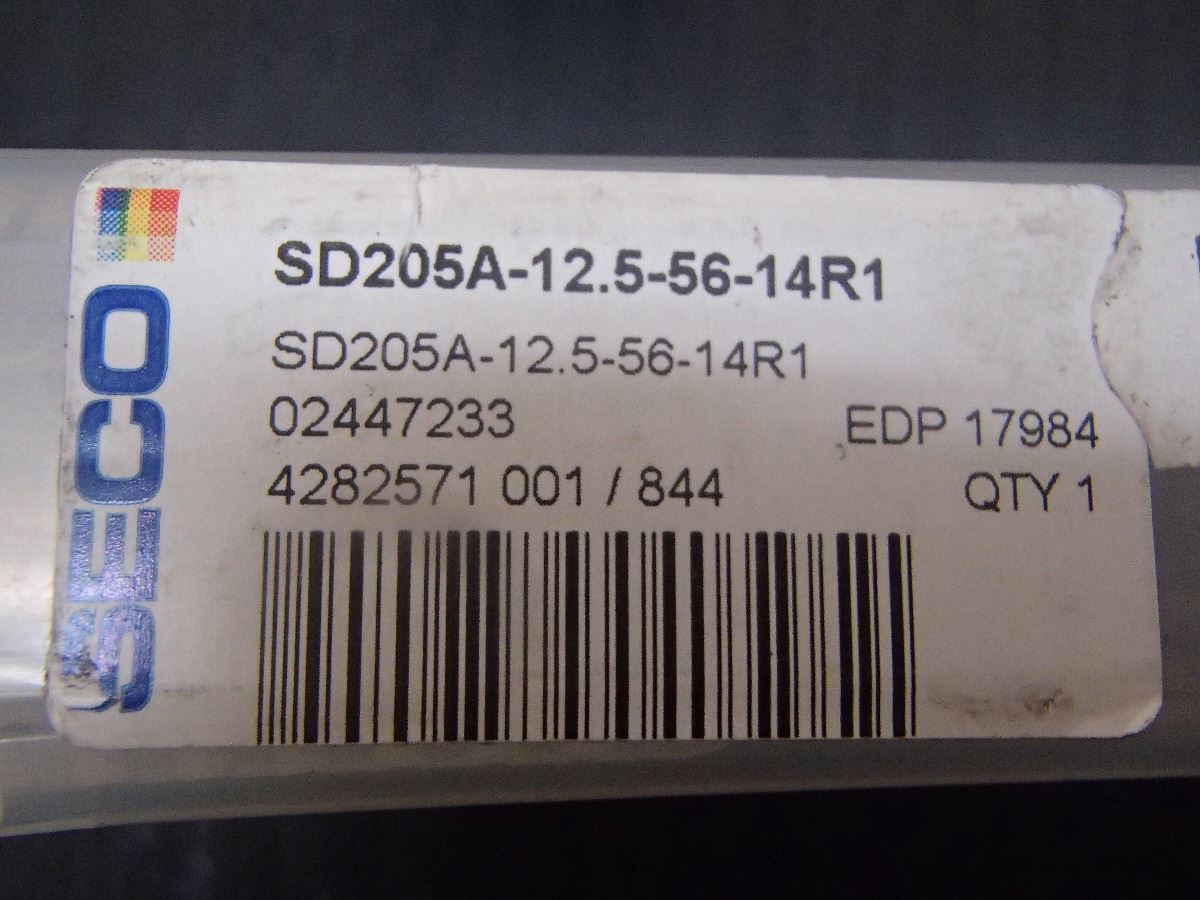 SECO
SD205A-12.5-56-14R1
SD205A-12.5-56-14R1
02447233 EDP 17984
4282571 001 / 844 QTY 1